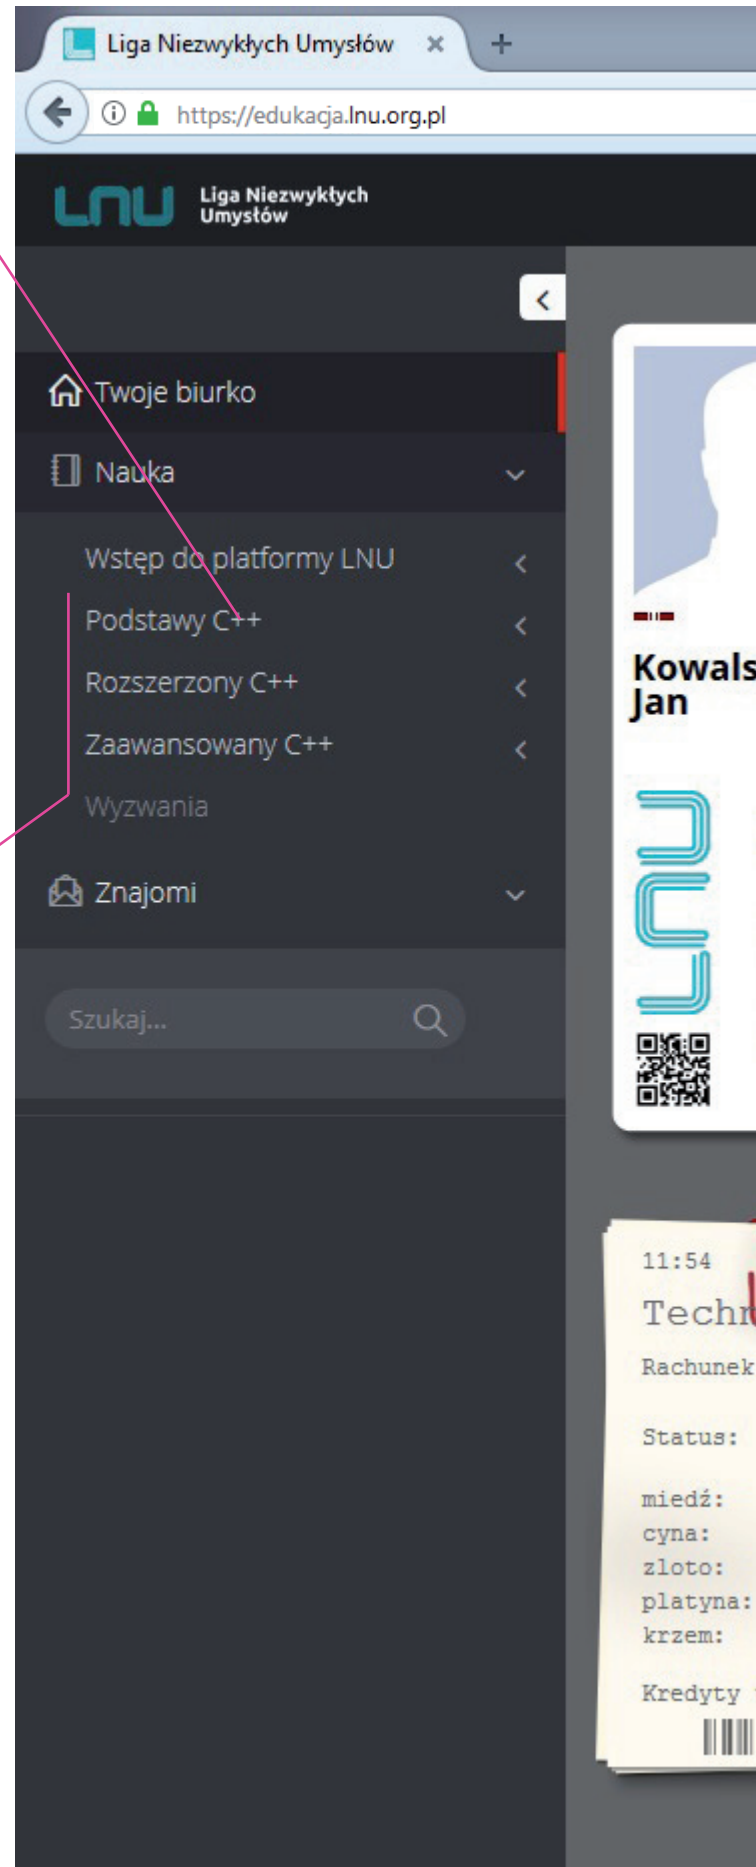 Liga Niezwykłych Umysłów
https://edukacja.lnu.org.pl
LNU
Liga Niezwykłych
Umysłów
Twoje biurko
Nauka
Wstęp do platformy LNU
Podstawy C++
Rozszerzony C++
Zaawansowany C++
Wyzwania
Znajomi
Szukaj...
Kowals
Jan
LNU
11:54
Techn
Rachunek
Status:
miedź:
cyna:
zloto:
platyna:
krzem:
Kredyty